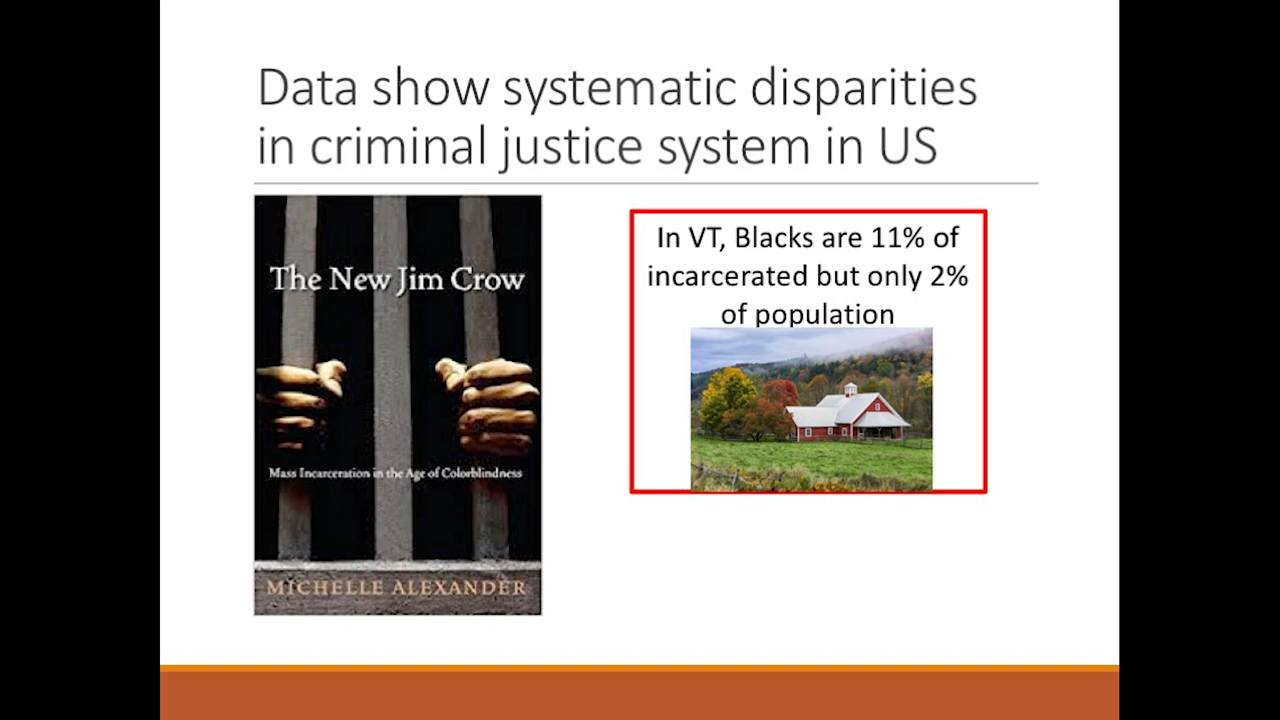 Data show systematic disparities
in criminal justice system in US
The New Jim Crow
Mass Incarceration in the Age of Colorblindness
MICHELLE ALEXANDER
In VT, Blacks are 11% of
incarcerated but only 2%
of population